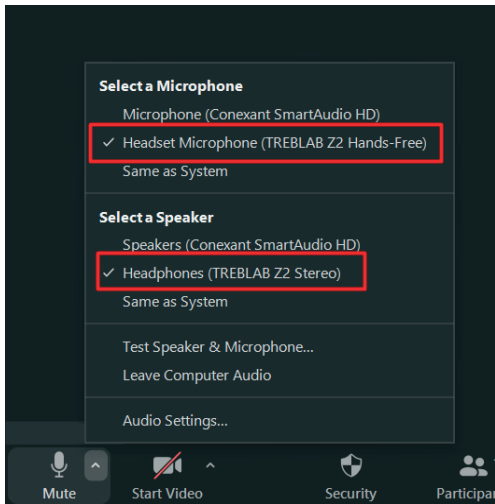 Select a Microphone
Microphone (Conexant SmartAudio HD)
Headset Microphone (TREBLAB Z2 Hands-Free)
Same as System
Select a Speaker
Speakers (Conexant SmartAudio HD)
Headphones (TREBLAB Z2 Stereo)
Same as System
Test Speaker & Microphone...
Leave Computer Audio
Audio Settings...
Mute Start Video Security Participan